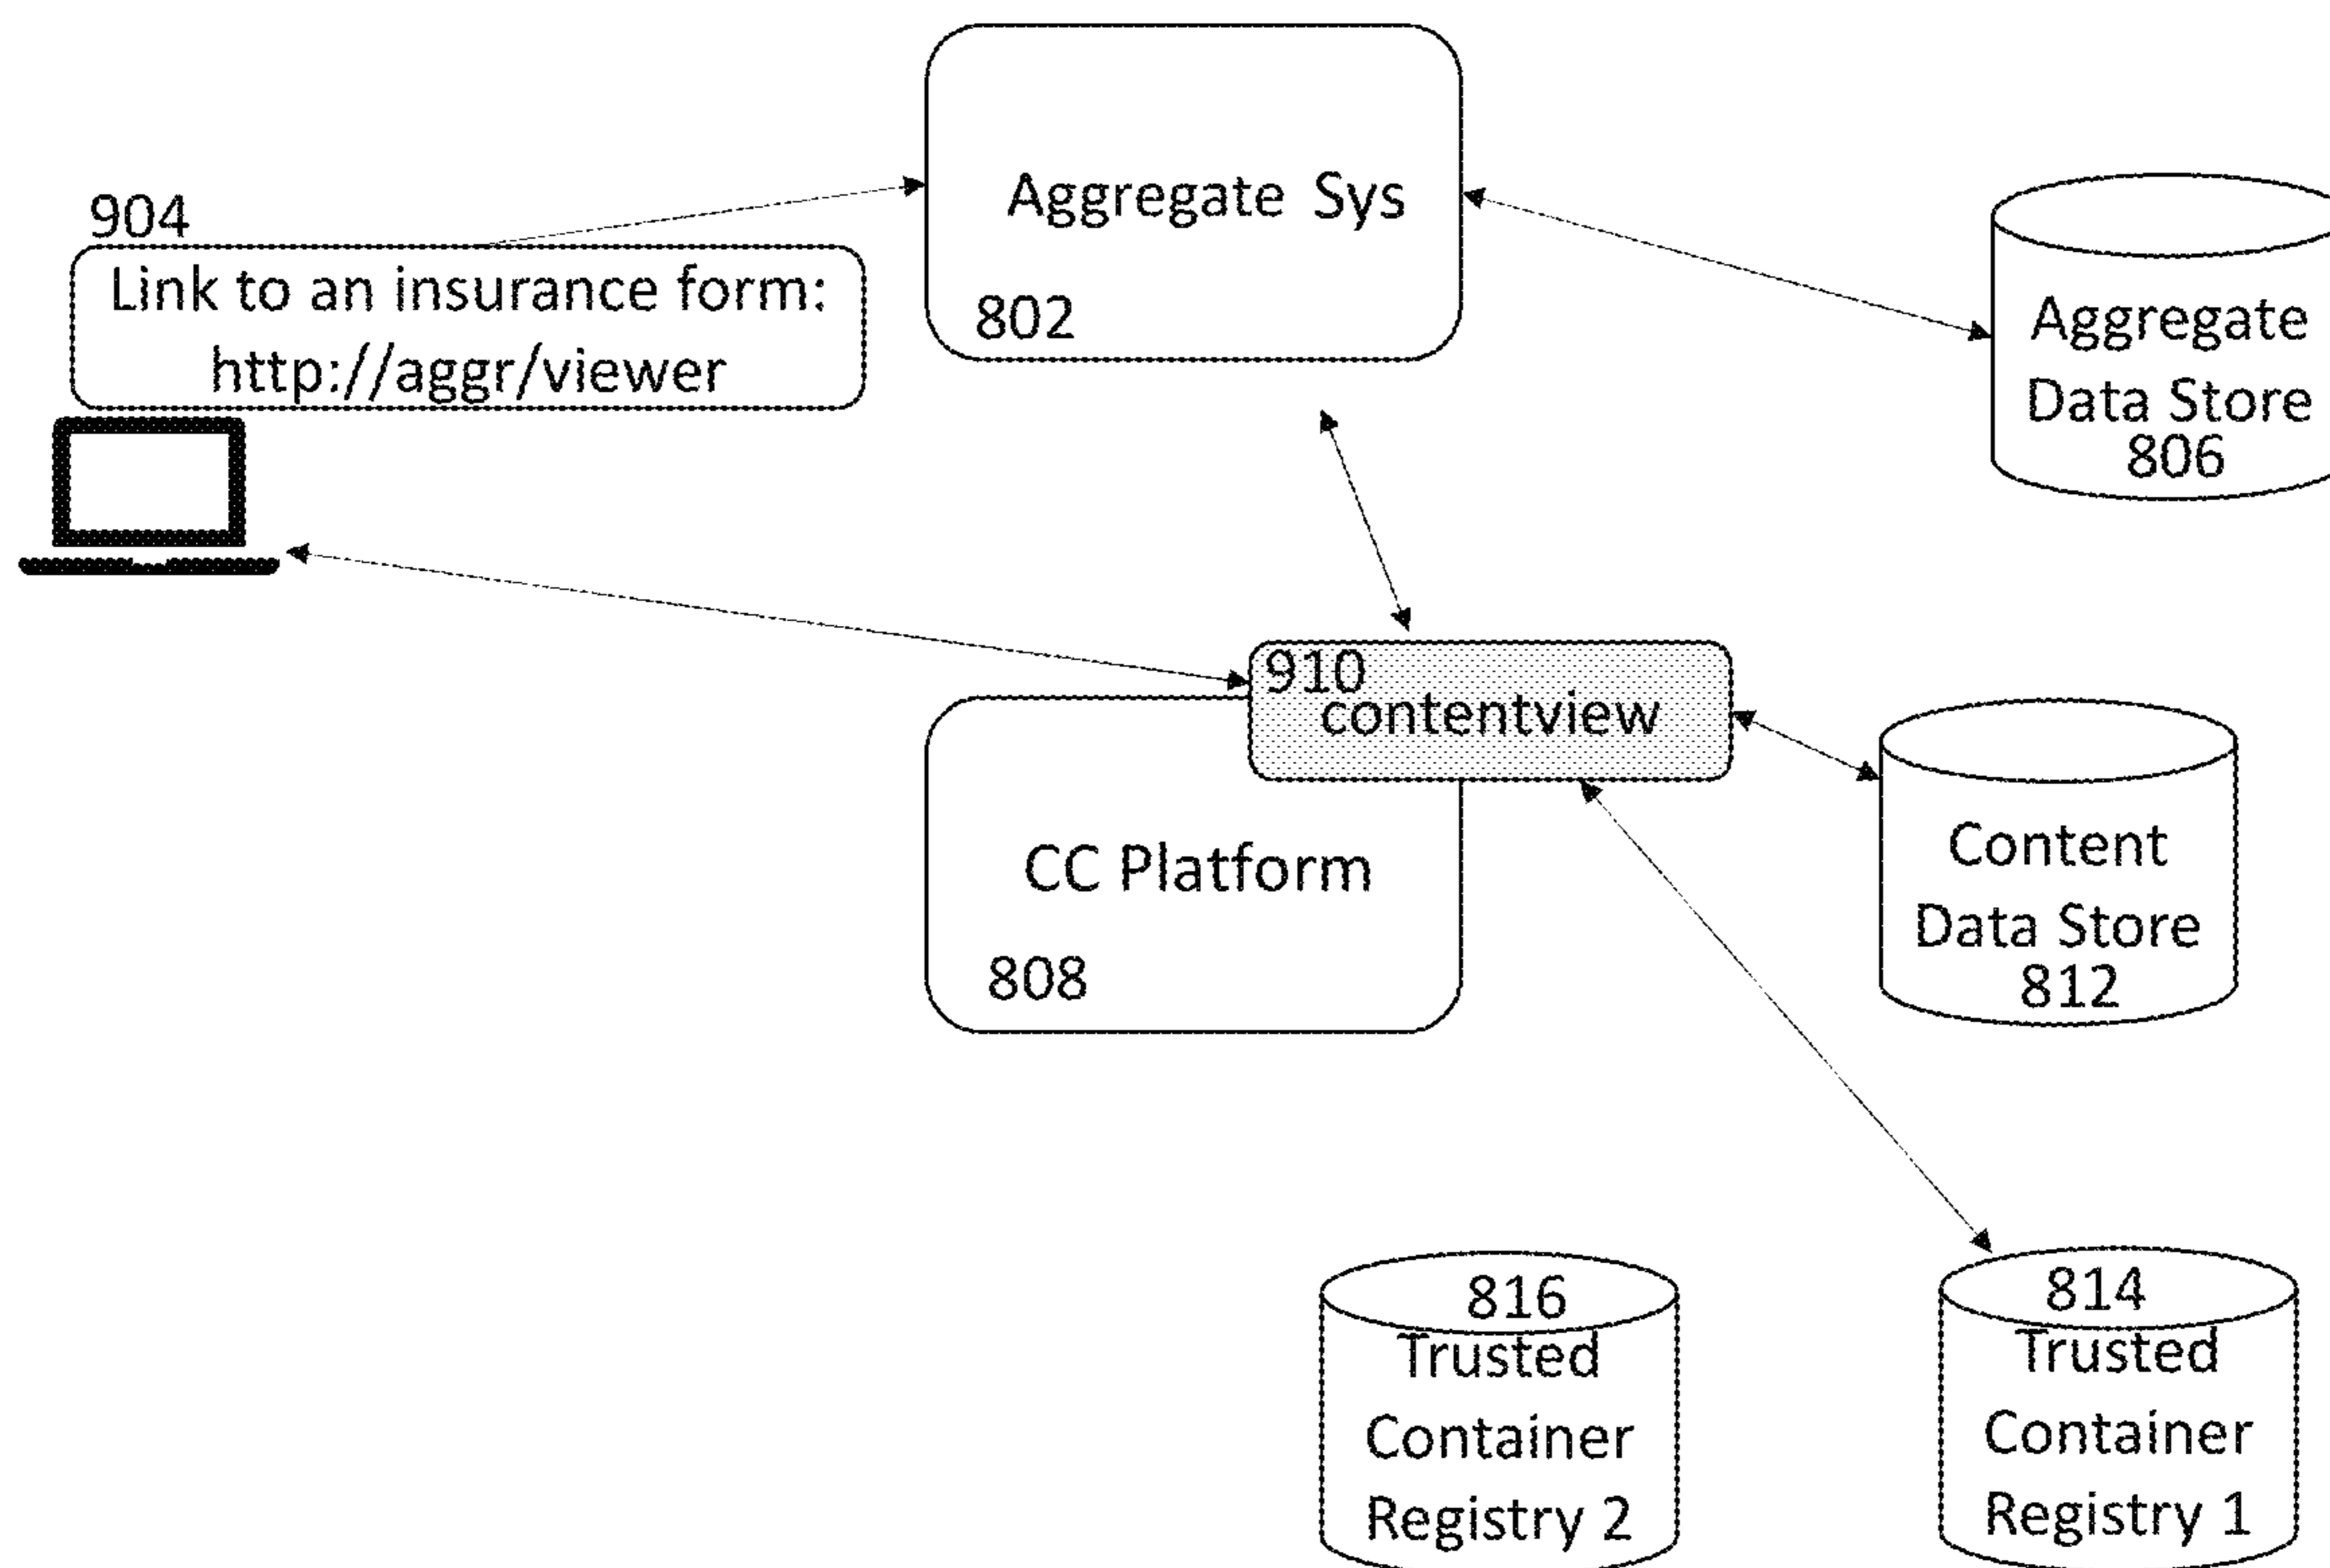 Aggregate Sys
802
904
Link to an insurance form:
http://aggr/viewer
Aggregate
Data Store
806
910
contentview
CC Platform
808
Content
Data Store
812
816
Trusted
Container
Registry 2
814
Trusted
Container
Registry 1